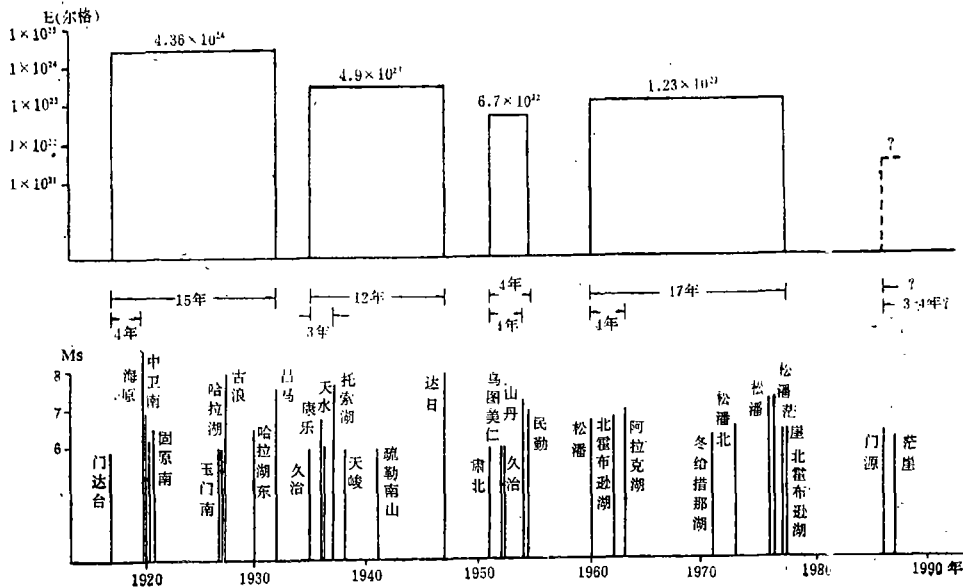 E(尔格)
1×10²⁵
1×10²⁴
1×10²³
1×10²²
1×10²¹
4.36×10²⁴
6.7×10²²
1.23×10²³
?
15年
4年
12年
3年
4年
4年
17年
4年
?
3-4年?
Ms
8
7
6
门达台
海原
中卫南
固原南
玉门南
哈拉湖
古浪
哈拉湖东
昌马
久治
康乐
天水
托索湖
天峻
疏勒南山
达日
肃北
乌图美仁
山丹
久治
民勤
松潘
北霍布逊湖
阿拉克湖
冬给措那湖
松潘北
松潘
松潘
茫崖
北霍布逊湖
门源
茫崖
1920
1930
1940
1950
1960
1970
1980
1990 年